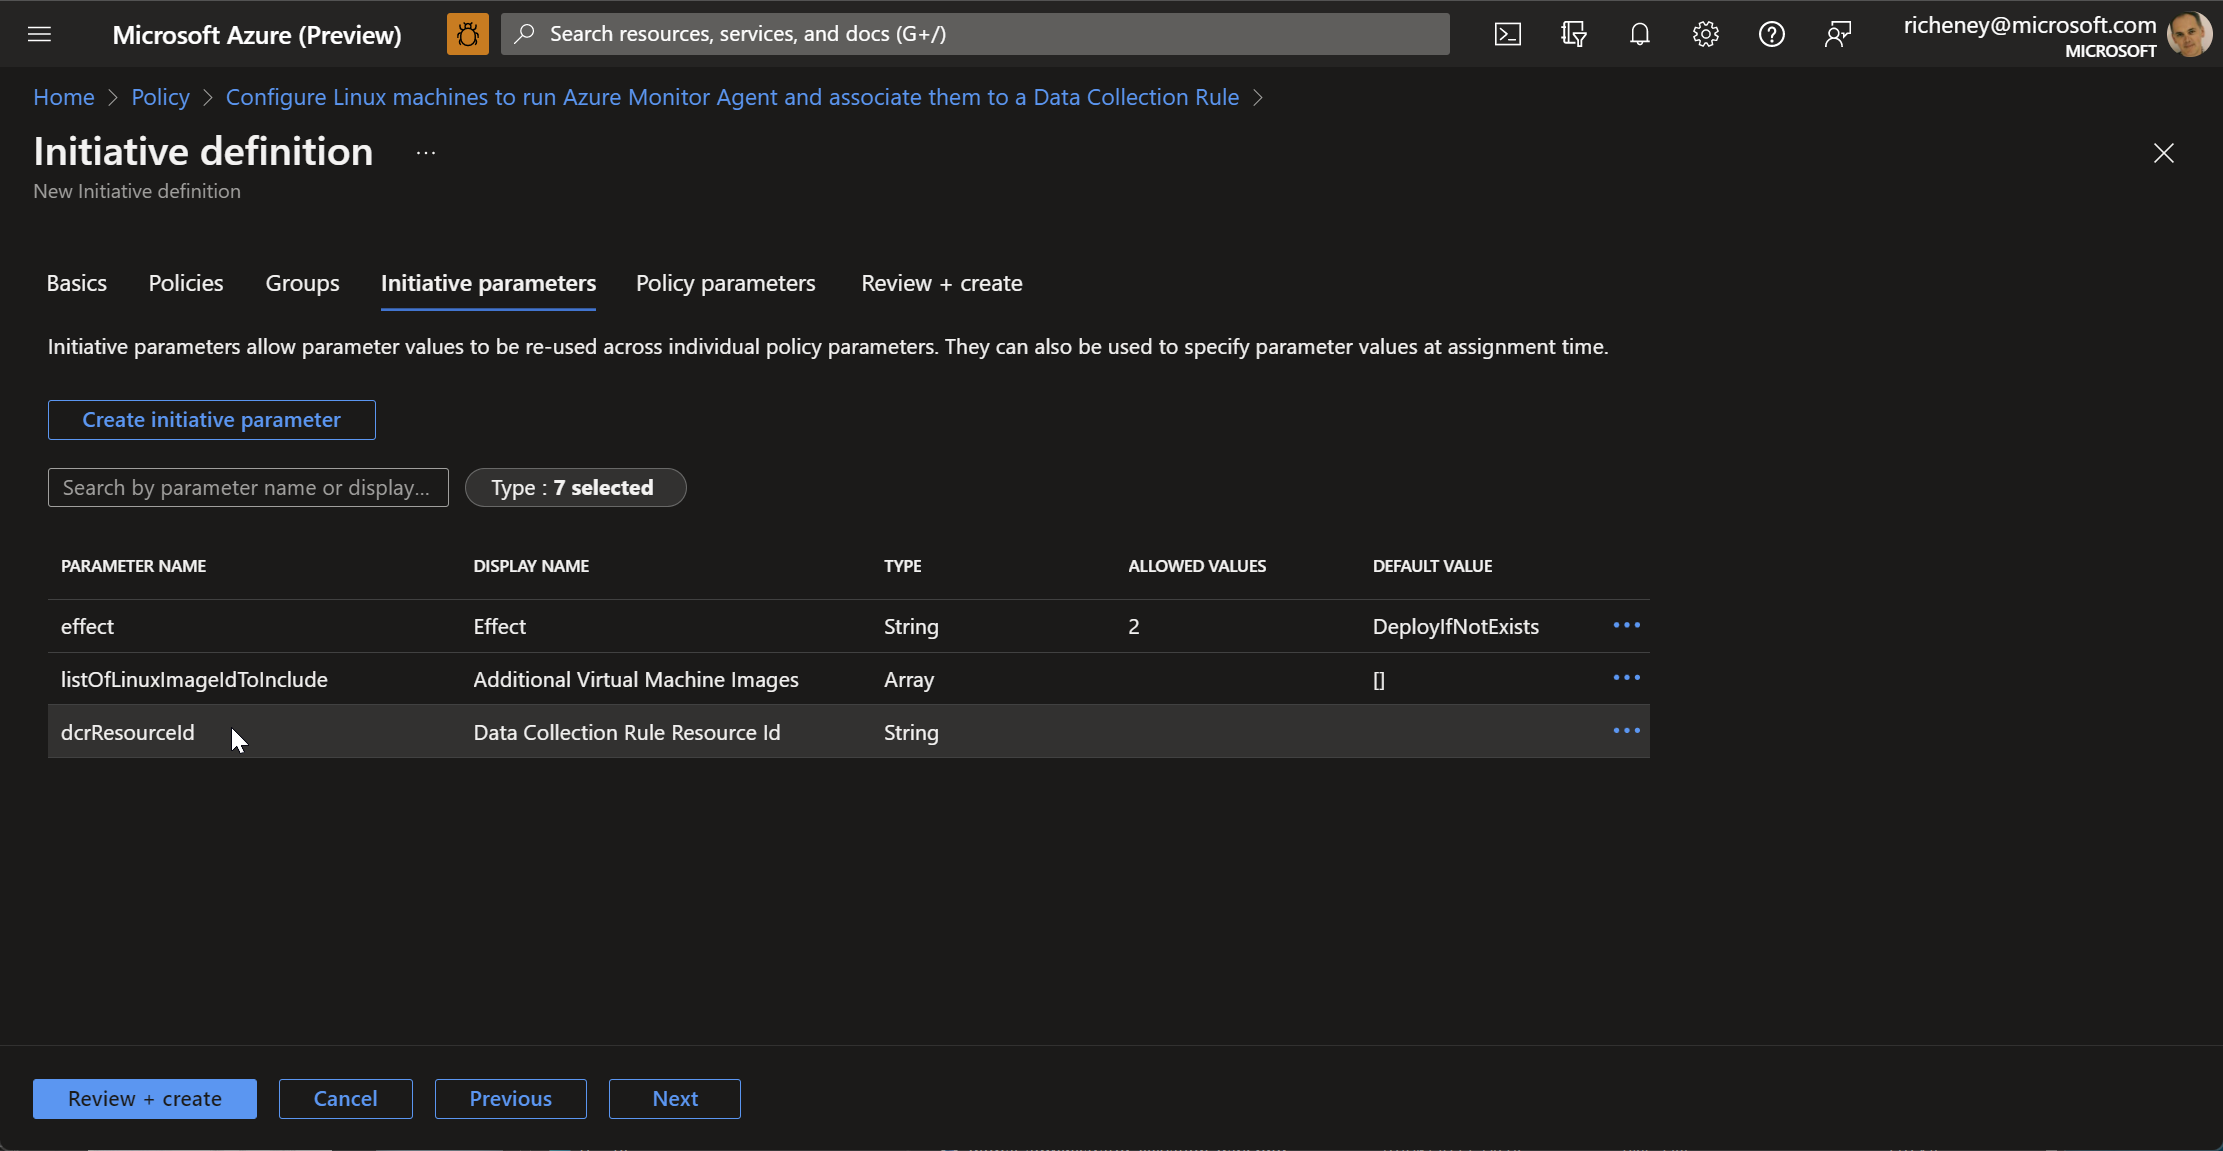 Microsoft Azure (Preview)
Search resources, services, and docs (G+/)
richeney@microsoft.com
MICROSOFT
Home > Policy > Configure Linux machines to run Azure Monitor Agent and associate them to a Data Collection Rule >
Initiative definition ...
New Initiative definition
Basics Policies Groups Initiative parameters Policy parameters Review + create
Initiative parameters allow parameter values to be re-used across individual policy parameters. They can also be used to specify parameter values at assignment time.
Create initiative parameter
Search by parameter name or display... Type : 7 selected
PARAMETER NAME DISPLAY NAME TYPE ALLOWED VALUES DEFAULT VALUE
effect Effect String 2 DeployIfNotExists ...
listOfLinuxImageIdToInclude Additional Virtual Machine Images Array [] ...
dcrResourceId Data Collection Rule Resource Id String ...
Review + create Cancel Previous Next